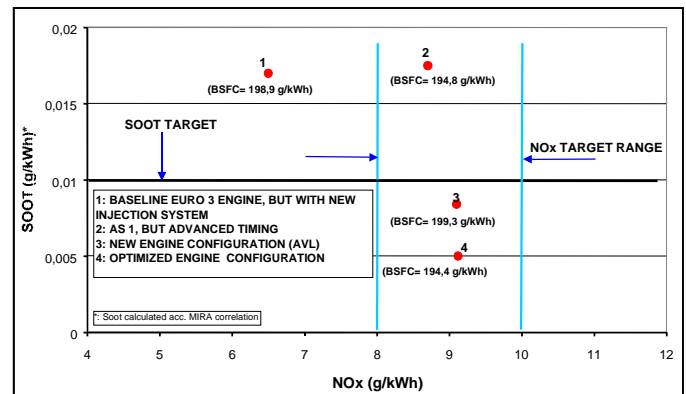 0,02
0,015
0,01
0,005
0
SOOT (g/kWh)*
1
(BSFC= 198,9 g/kWh)
2
(BSFC= 194,8 g/kWh)
SOOT TARGET
NOx TARGET RANGE
1: BASELINE EURO 3 ENGINE, BUT WITH NEW
INJECTION SYSTEM
2: AS 1, BUT ADVANCED TIMING
3: NEW ENGINE CONFIGURATION (AVL)
4: OPTIMIZED ENGINE CONFIGURATION
3
(BSFC= 199,3 g/kWh)
4
(BSFC= 194,4 g/kWh)
*: Soot calculated acc. MIRA correlation
4 5 6 7 8 9 10 11 12
NOx (g/kWh)